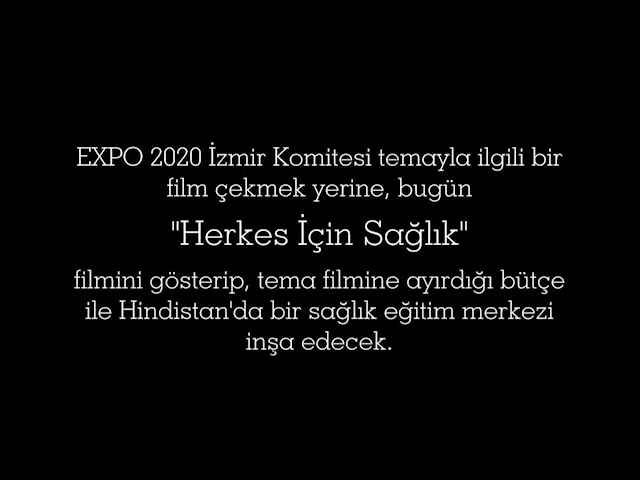 EXPO 2020 İzmir Komitesi temayla ilgili bir
film çekmek yerine, bugün
"Herkes İçin Sağlık"
filmini gösterip, tema filmine ayırdığı bütçe
ile Hindistan'da bir sağlık eğitim merkezi
inşa edecek.